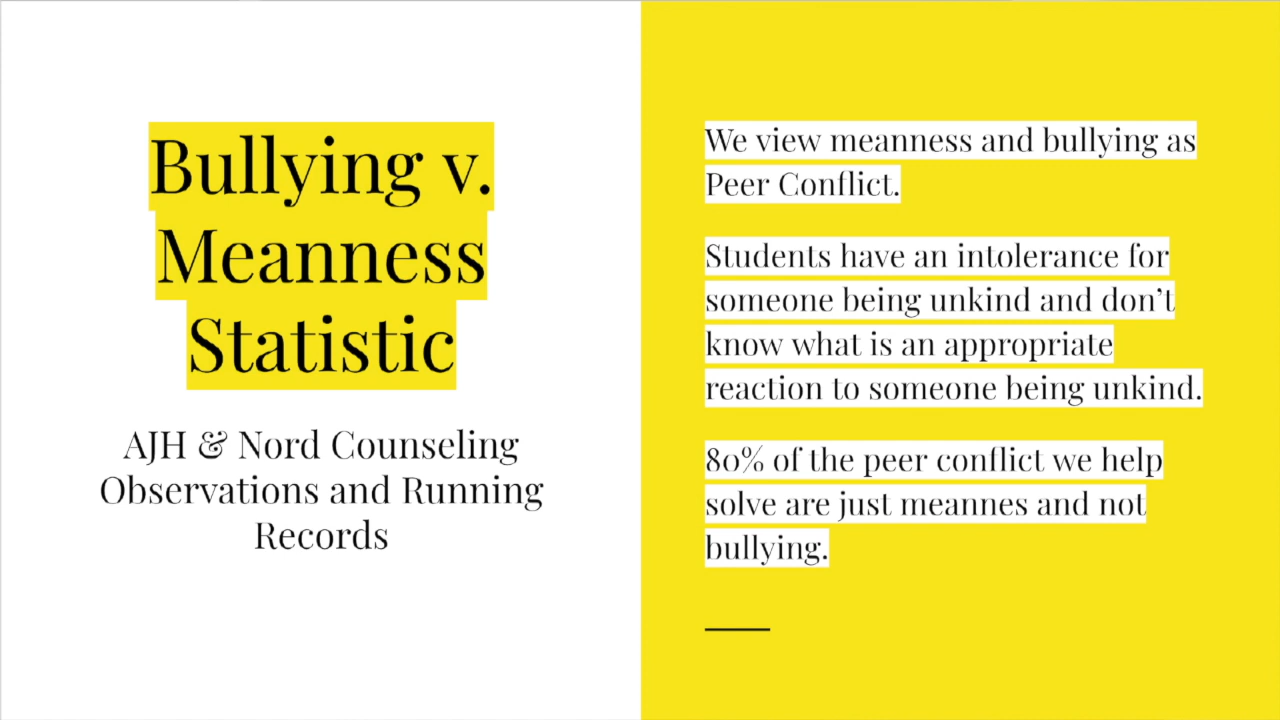 Bullying v.
Meanness
Statistic
AJH & Nord Counseling
Observations and Running
Records
We view meanness and bullying as
Peer Conflict.
Students have an intolerance for
someone being unkind and don’t
know what is an appropriate
reaction to someone being unkind.
80% of the peer conflict we help
solve are just meannes and not
bullying.